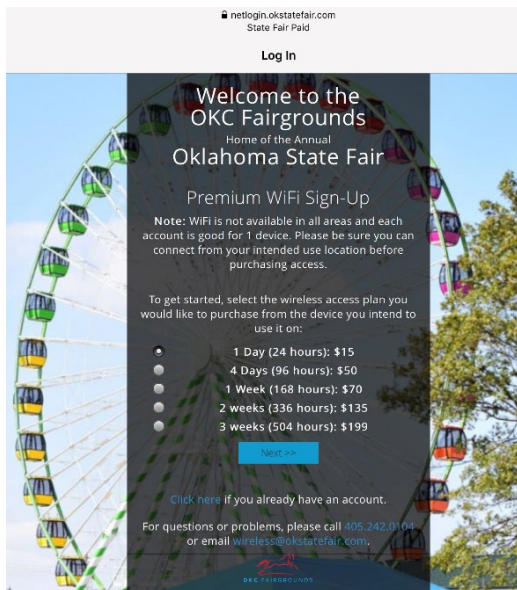 netlogin.okstatefair.com
State Fair Paid
Log In
Welcome to the
OKC Fairgrounds
Home of the Annual
Oklahoma State Fair
Premium WiFi Sign-Up
Note: WiFi is not available in all areas and each
account is good for 1 device. Please be sure you can
connect from your intended use location before
purchasing access.
To get started, select the wireless access plan you
would like to purchase from the device you intend to
use it on:
1 Day (24 hours): $15
4 Days (96 hours): $50
1 Week (168 hours): $70
2 weeks (336 hours): $135
3 weeks (504 hours): $199
Next >>
Click here if you already have an account.
For questions or problems, please call 405.242.0104
or email wireless@okstatefair.com.
OKC FAIRGROUNDS